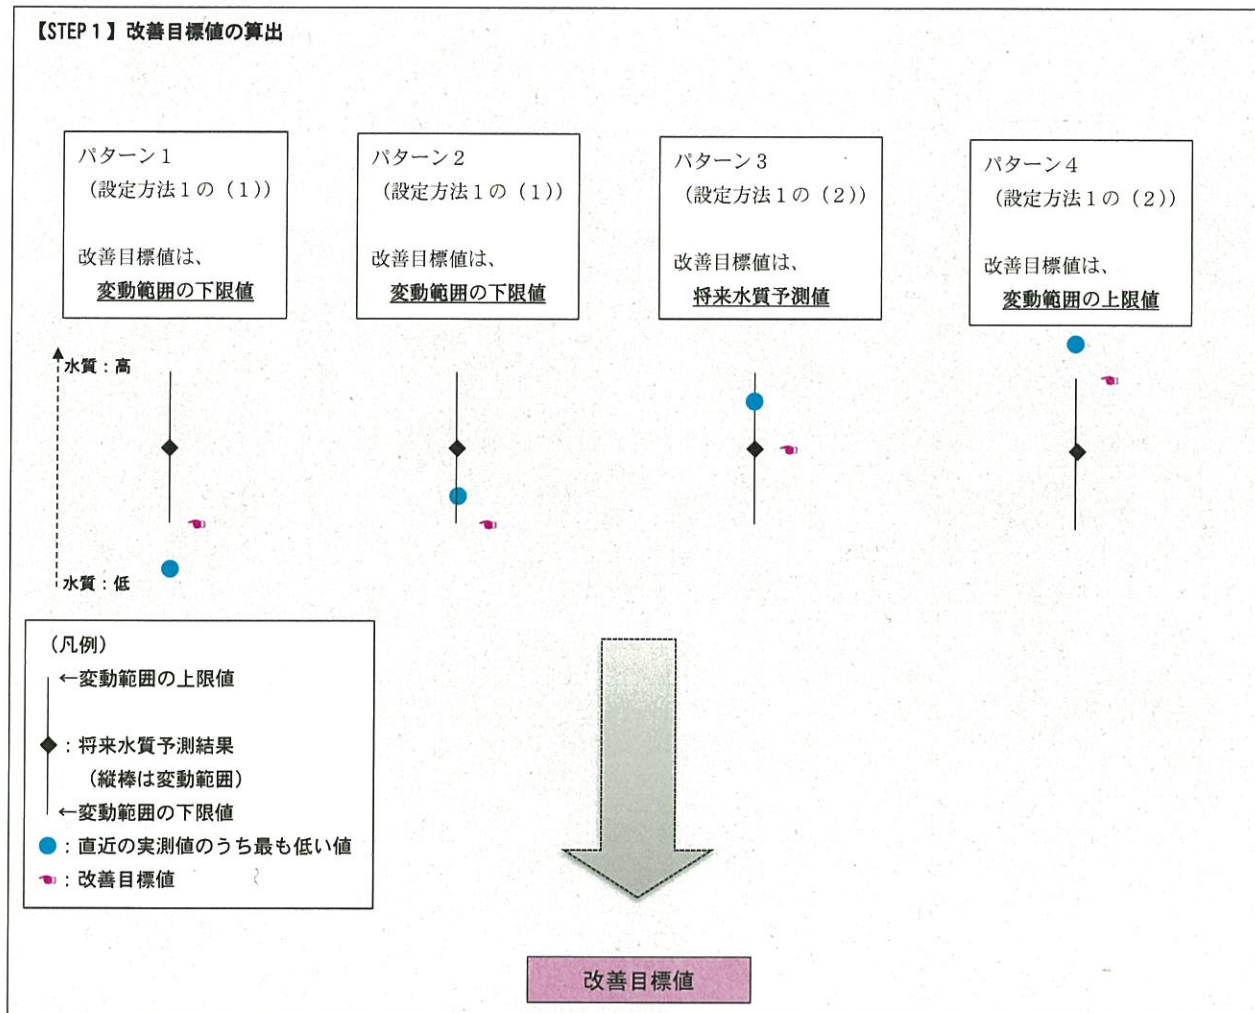 【STEP 1】改善目標値の算出
パターン１
（設定方法１の（１））
改善目標値は、
変動範囲の下限値
パターン２
（設定方法１の（１））
改善目標値は、
変動範囲の下限値
パターン３
（設定方法１の（２））
改善目標値は、
将来水質予測値
パターン４
（設定方法１の（２））
改善目標値は、
変動範囲の上限値
水質：高
水質：低
（凡例）
←変動範囲の上限値
：将来水質予測結果
（縦棒は変動範囲）
←変動範囲の下限値
：直近の実測値のうち最も低い値
：改善目標値
改善目標値